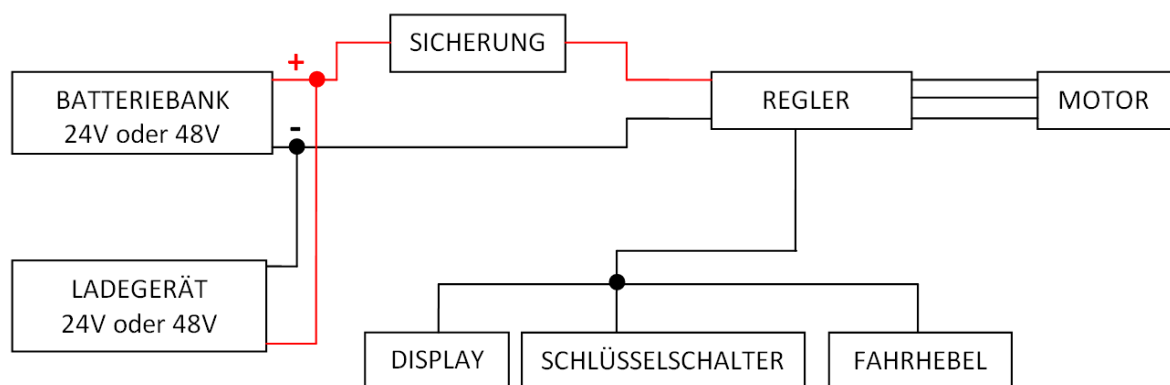 SICHERUNG
+
BATTERIEBANK
24V oder 48V
-
REGLER
MOTOR
LADEGERÄT
24V oder 48V
DISPLAY
SCHLÜSSELSCHALTER
FAHRHEBEL